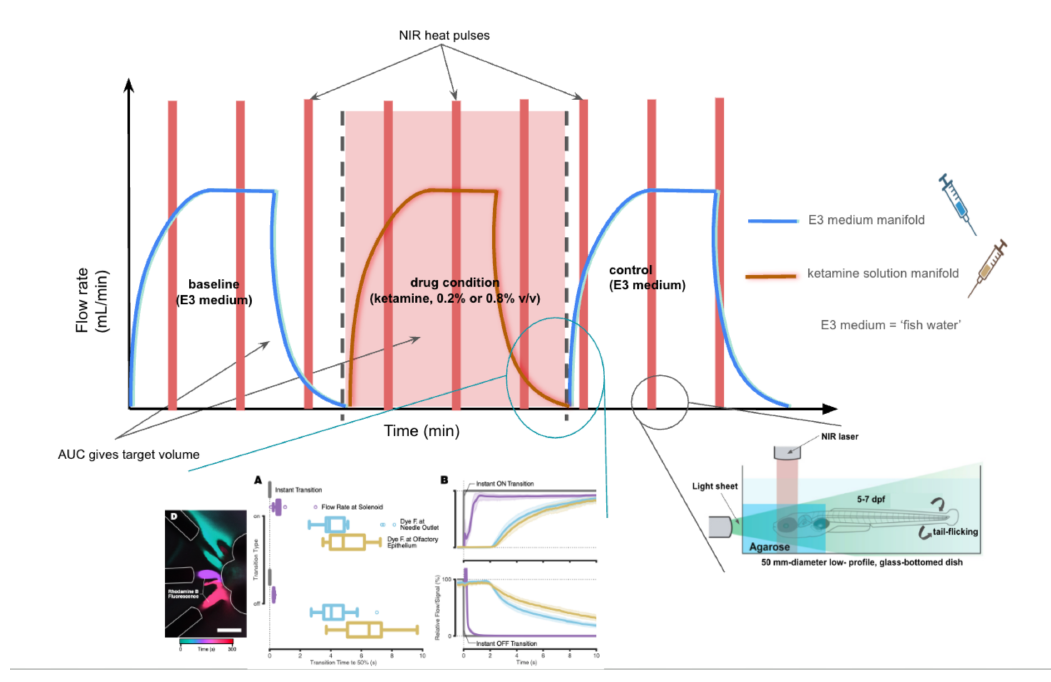 NIR heat pulses
Flow rate
(mL/min)
baseline
(E3 medium)
drug condition
(ketamine, 0.2% or 0.8% v/v)
control
(E3 medium)
E3 medium manifold
ketamine solution manifold
E3 medium = ‘fish water’
Time (min)
AUC gives target volume
NIR laser
Light sheet
5-7 dpf
Agarose
tail-flicking
50 mm-diameter low- profile, glass-bottomed dish
D
Rhodamine B
Fluorescence
Time (s)
0
300
A
Instant Transition
Flow Rate at Solenoid
on
Dye F. at
Needle Outlet
Dye F. at Olfactory
Epithelium
Transition Type
off
0 2 4 6 8 10
Transition Time to 50% (s)
B
Instant ON Transition
Relative Flow/Signal (%)
100
0
Instant OFF Transition
0 2 4 6 8 10
Time (s)